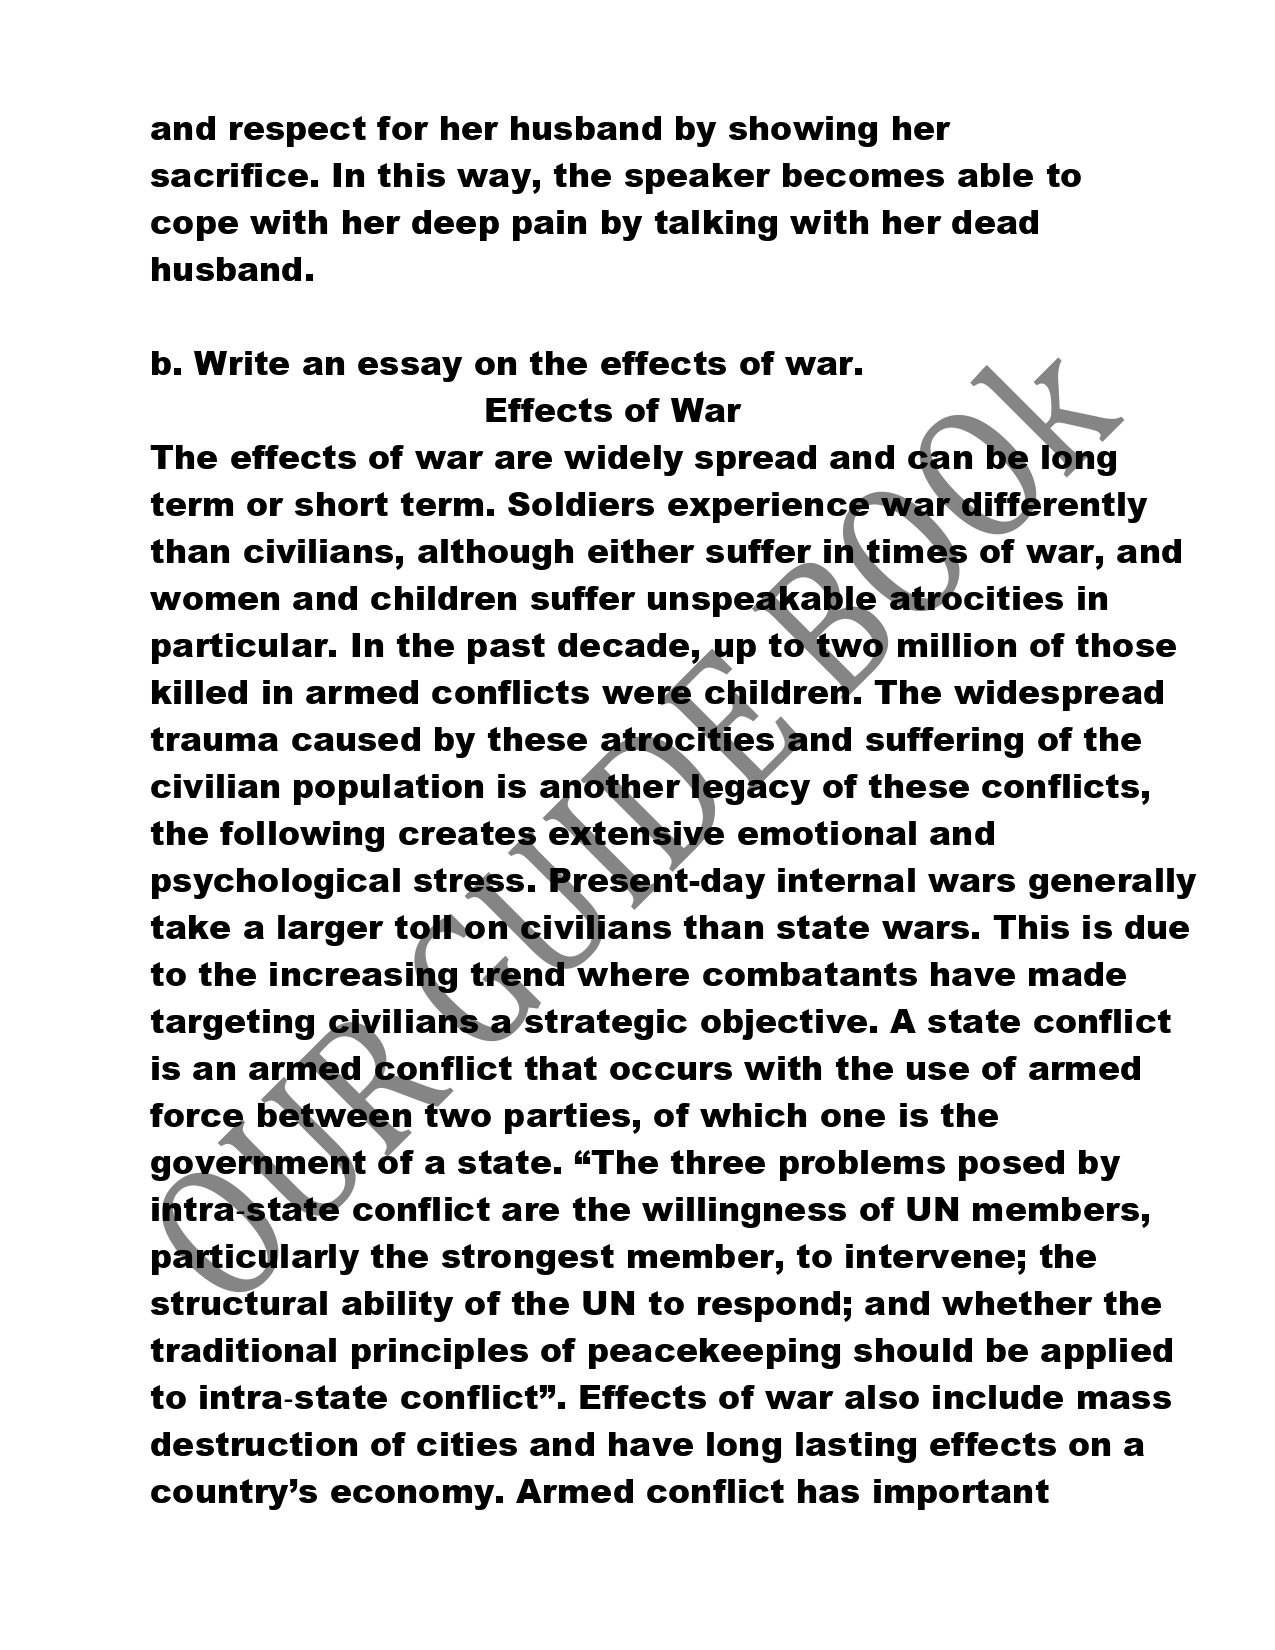 and respect for her husband by showing her
sacrifice. In this way, the speaker becomes able to
cope with her deep pain by talking with her dead
husband.
b. Write an essay on the effects of war.
Effects of War
The effects of war are widely spread and can be long
term or short term. Soldiers experience war differently
than civilians, although either suffer in times of war, and
women and children suffer unspeakable atrocities in
particular. In the past decade, up to two million of those
killed in armed conflicts were children. The widespread
trauma caused by these atrocities and suffering of the
civilian population is another legacy of these conflicts,
the following creates extensive emotional and
psychological stress. Present-day internal wars generally
take a larger toll on civilians than state wars. This is due
to the increasing trend where combatants have made
targeting civilians a strategic objective. A state conflict
is an armed conflict that occurs with the use of armed
force between two parties, of which one is the
government of a state. “The three problems posed by
intra-state conflict are the willingness of UN members,
particularly the strongest member, to intervene; the
structural ability of the UN to respond; and whether the
traditional principles of peacekeeping should be applied
to intra-state conflict”. Effects of war also include mass
destruction of cities and have long lasting effects on a
country’s economy. Armed conflict has important
OUR GUIDE BOOk